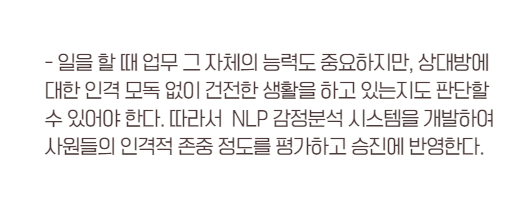 - 일을 할 때 업무 그 자체의 능력도 중요하지만, 상대방에
대한 인격 모독 없이 건전한 생활을 하고 있는지도 판단할
수 있어야 한다. 따라서  NLP 감정분석 시스템을 개발하여
사원들의 인격적 존중 정도를 평가하고 승진에 반영한다.